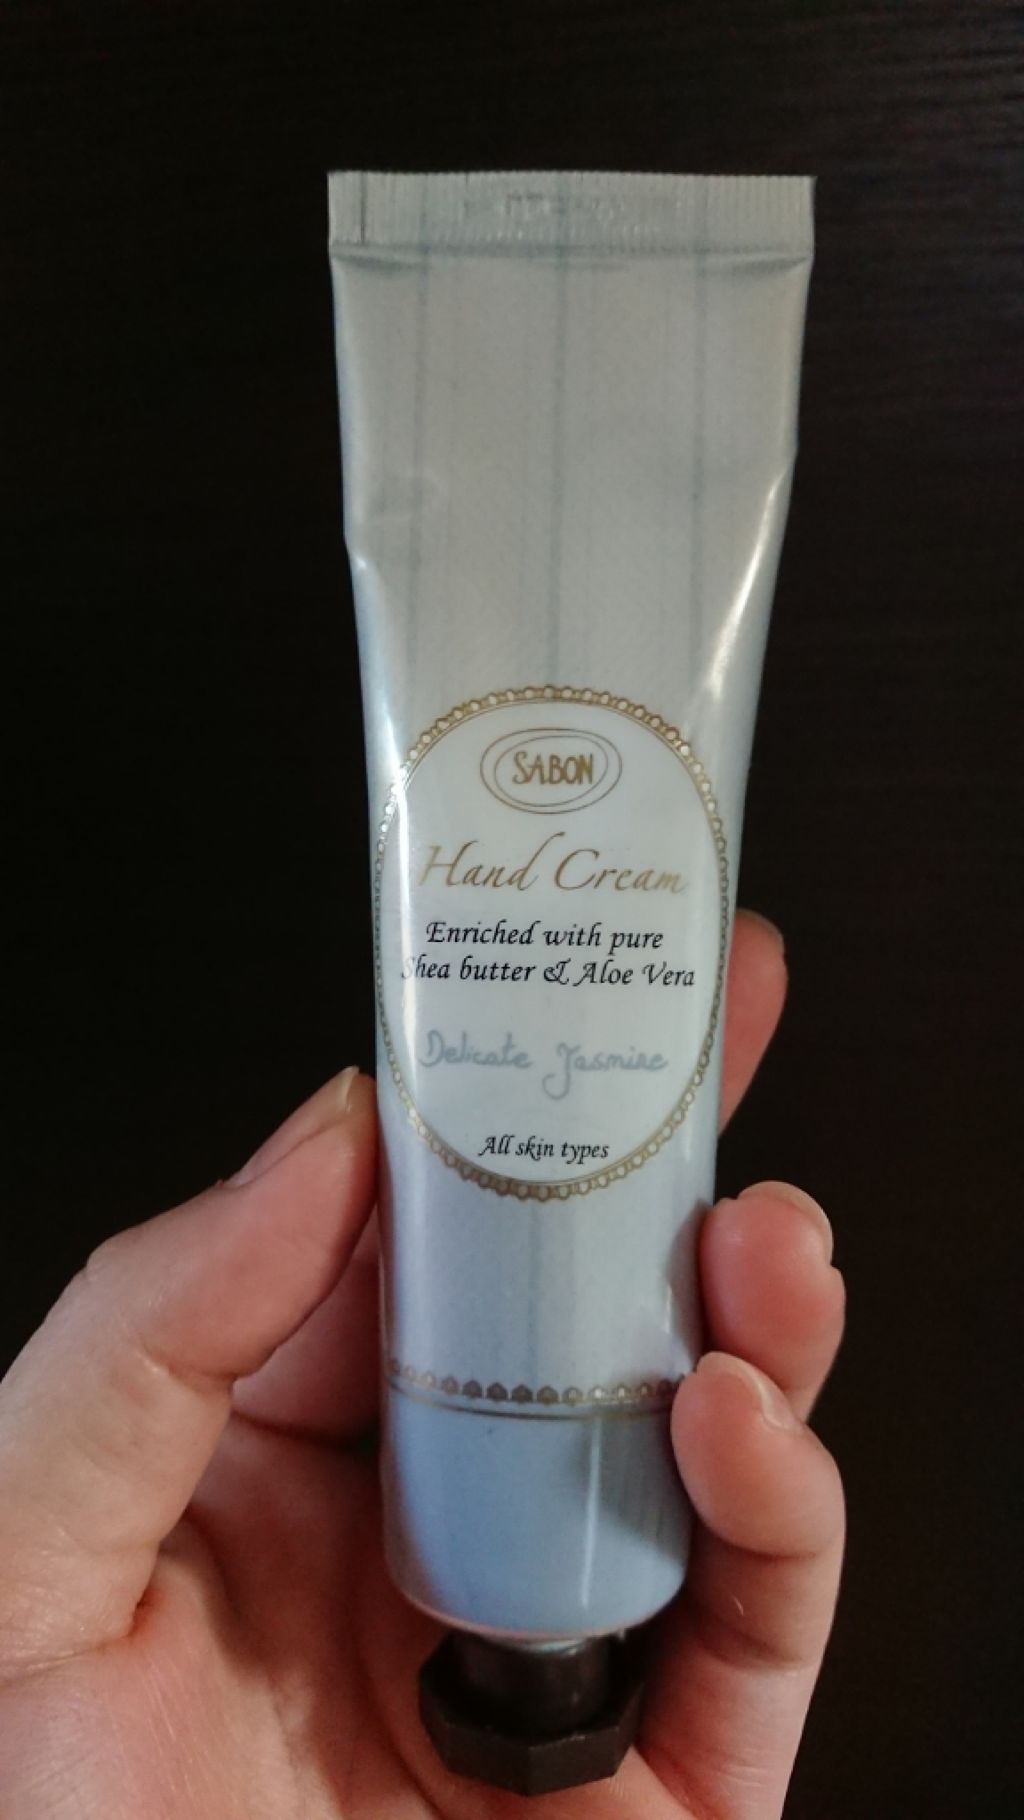 SABON
Hand Cream
Enriched with pure
Shea butter & Aloe Vera
Delicate Jasmine
All skin types